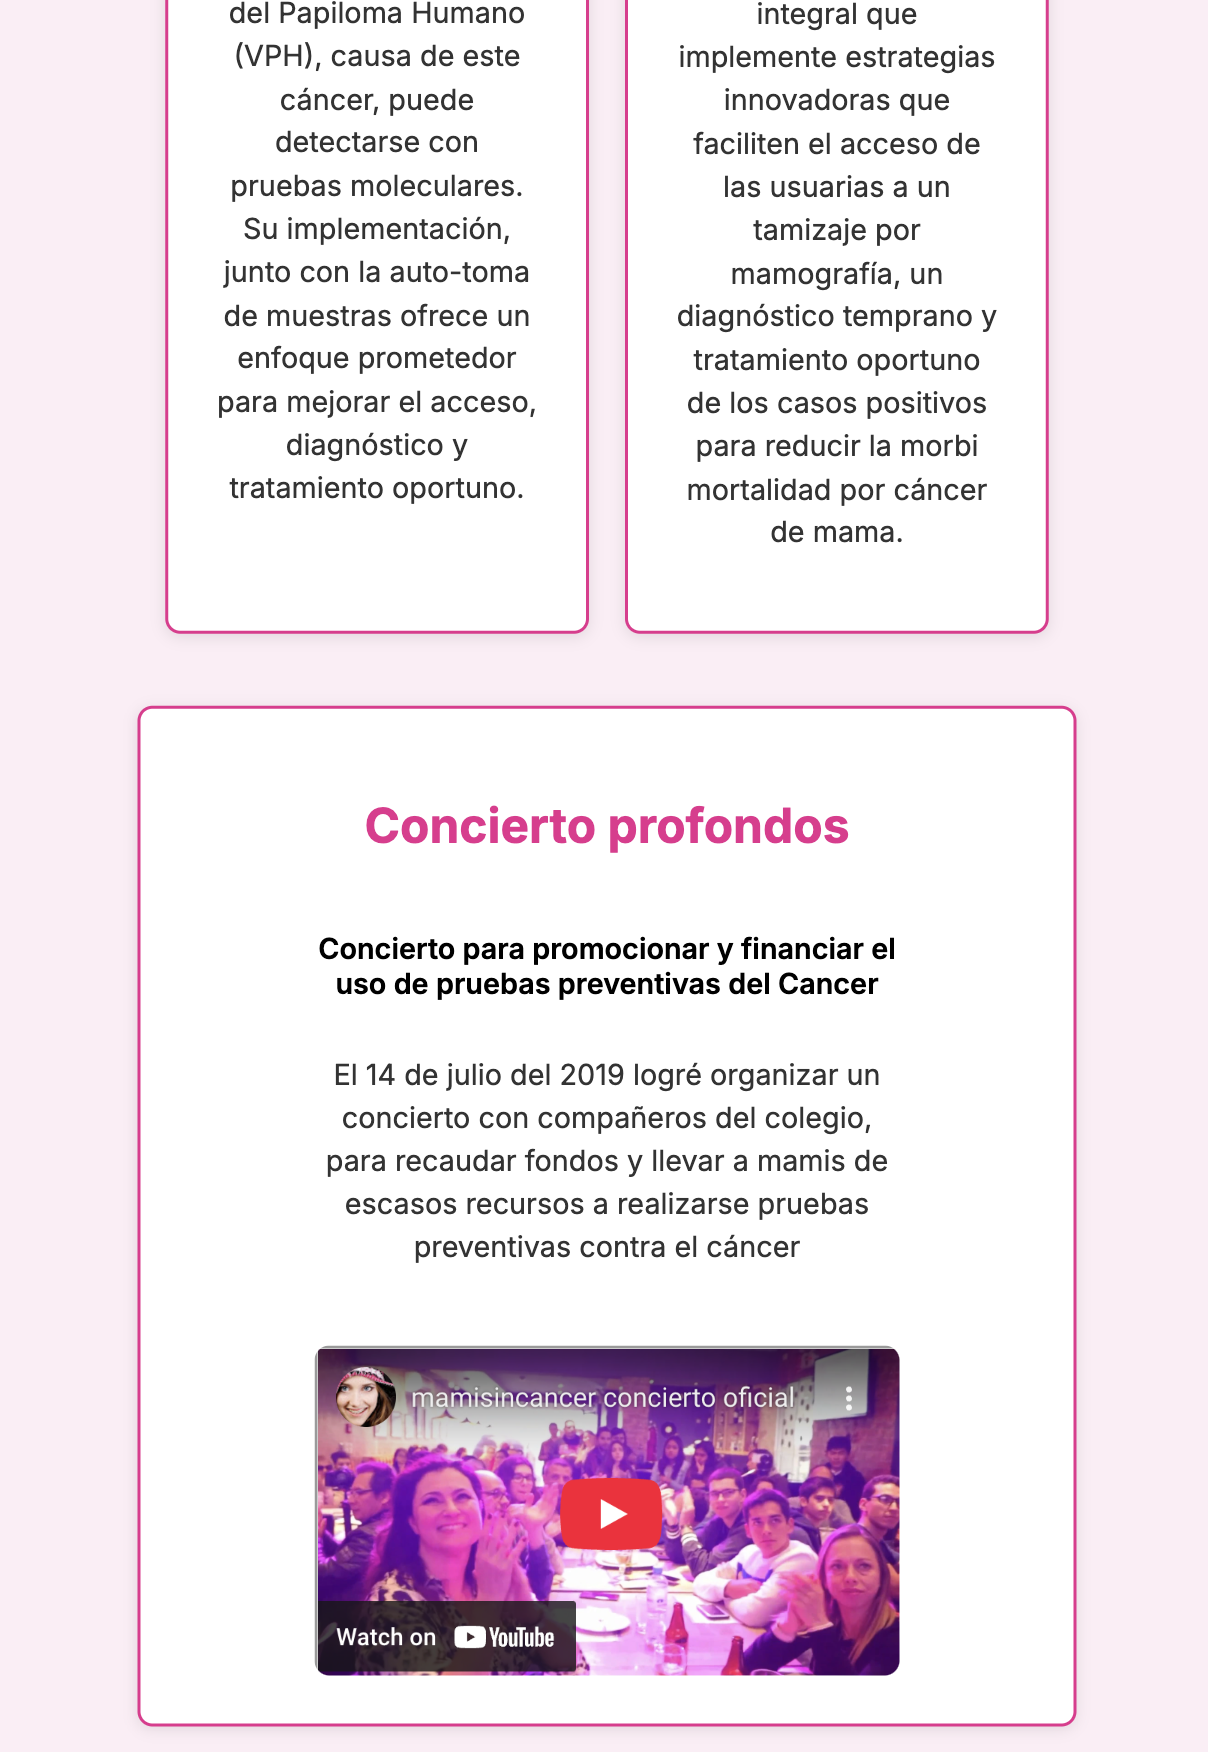 del Papiloma Humano
(VPH), causa de este
cáncer, puede
detectarse con
pruebas moleculares.
Su implementación,
junto con la auto-toma
de muestras ofrece un
enfoque prometedor
para mejorar el acceso,
diagnóstico y
tratamiento oportuno.
integral que
implemente estrategias
innovadoras que
faciliten el acceso de
las usuarias a un
tamizaje por
mamografía, un
diagnóstico temprano y
tratamiento oportuno
de los casos positivos
para reducir la morbi
mortalidad por cáncer
de mama.
Concierto profondos
Concierto para promocionar y financiar el
uso de pruebas preventivas del Cancer
El 14 de julio del 2019 logré organizar un
concierto con compañeros del colegio,
para recaudar fondos y llevar a mamis de
escasos recursos a realizarse pruebas
preventivas contra el cáncer
mamisincancer concierto oficial
Watch on YouTube